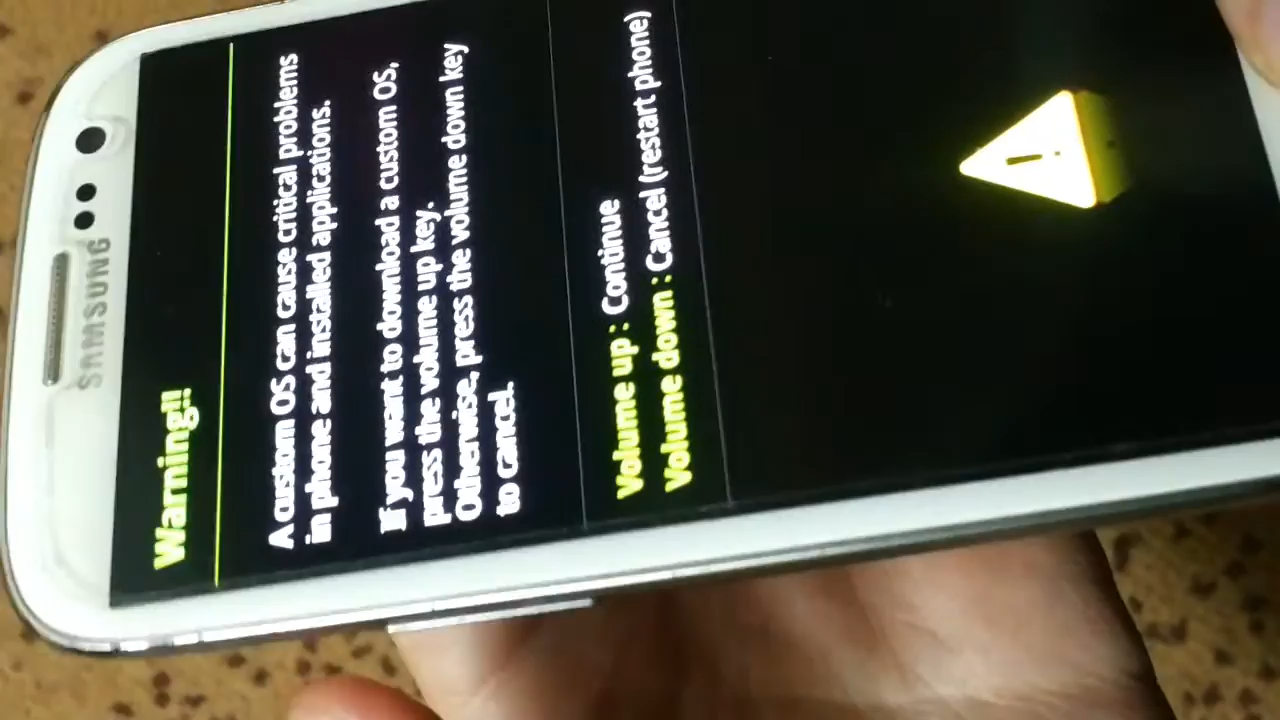 SAMSUNG
Warning!!
A custom OS can cause critical problems
in phone and installed applications.
If you want to download a custom OS,
press the volume up key.
Otherwise, press the volume down key
to cancel.
Volume up : Continue
Volume down : Cancel (restart phone)